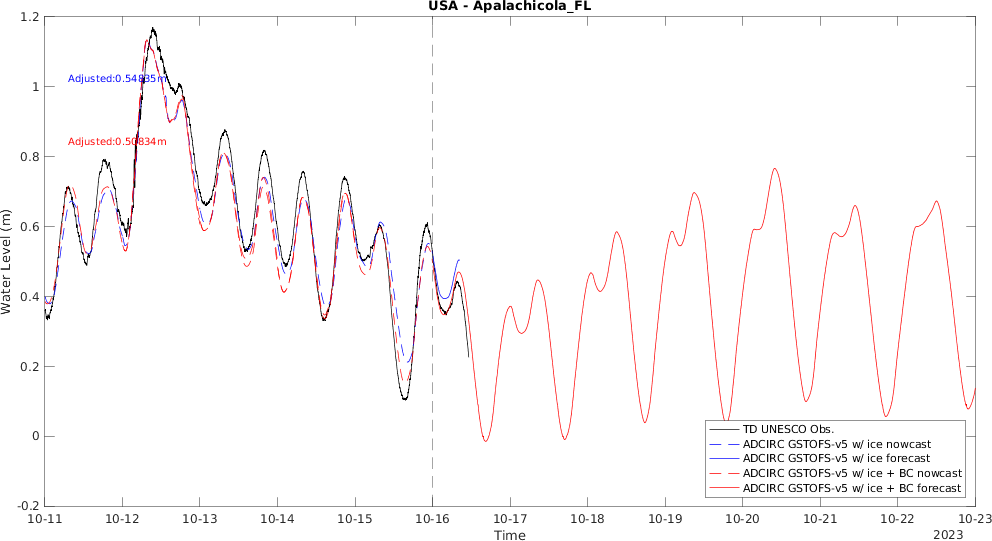 USA - Apalachicola_FL
1.2
1
0.8
0.6
0.4
0.2
0
-0.2
Water Level (m)
Adjusted:0.54835m
Adjusted:0.50834m
TD UNESCO Obs.
ADCIRC GSTOFS-v5 w/ ice nowcast
ADCIRC GSTOFS-v5 w/ ice forecast
ADCIRC GSTOFS-v5 w/ ice + BC nowcast
ADCIRC GSTOFS-v5 w/ ice + BC forecast
10-11 10-12 10-13 10-14 10-15 10-16 10-17 10-18 10-19 10-20 10-21 10-22 10-23
Time
2023